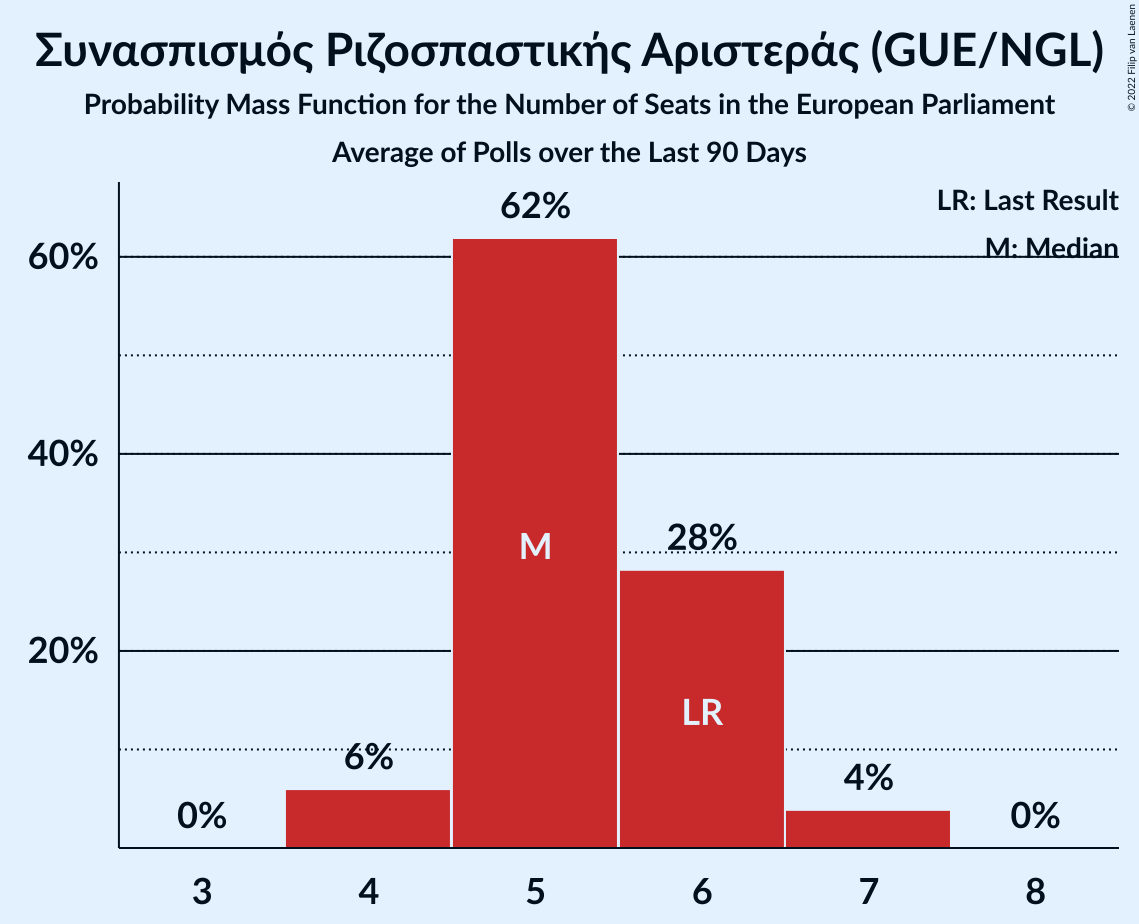 Συνασπισμός Ριζοσπαστικής Αριστεράς (GUE/NGL)
Probability Mass Function for the Number of Seats in the European Parliament
Average of Polls over the Last 90 Days
© 2022 Filip van Laenen
LR: Last Result
M: Median
60%
40%
20%
0%
6%
62%
28%
4%
0%
M
LR
3 4 5 6 7 8